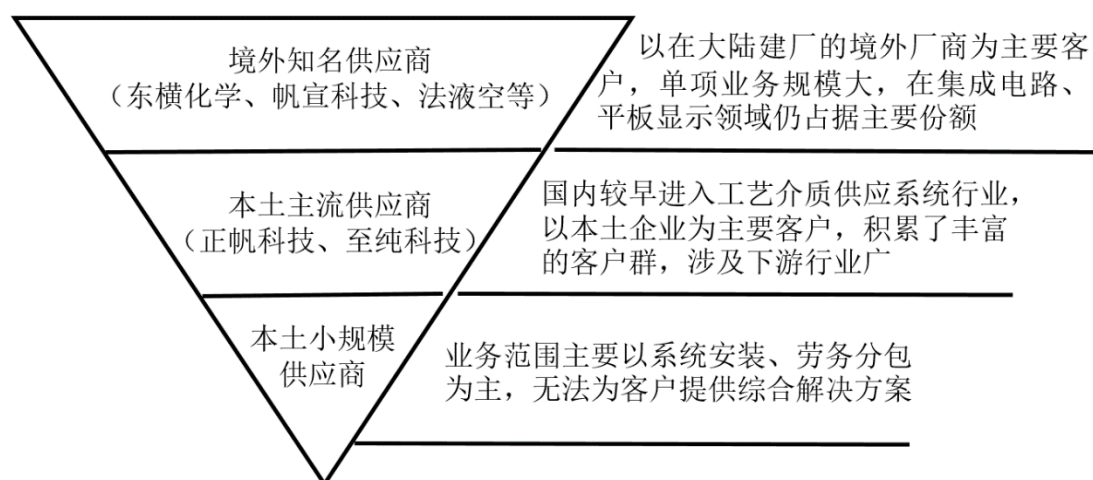 境外知名供应商
（东横化学、帆宣科技、法液空等）
以在大陆建厂的境外厂商为主要客
户，单项业务规模大，在集成电路、
平板显示领域仍占据主要份额
本土主流供应商
（正帆科技、至纯科技）
国内较早进入工艺介质供应系统行业，
以本土企业为主要客户，积累了丰富
的客户群，涉及下游行业广
本土小规模
供应商
业务范围主要以系统安装、劳务分包
为主，无法为客户提供综合解决方案